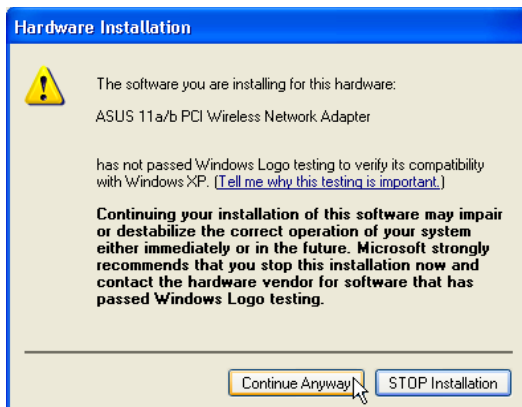 Hardware Installation
The software you are installing for this hardware:
ASUS 11a/b PCI Wireless Network Adapter
has not passed Windows Logo testing to verify its compatibility
with Windows XP. (Tell me why this testing is important.)
Continuing your installation of this software may impair
or destabilize the correct operation of your system
either immediately or in the future. Microsoft strongly
recommends that you stop this installation now and
contact the hardware vendor for software that has
passed Windows Logo testing.
Continue Anyway STOP Installation